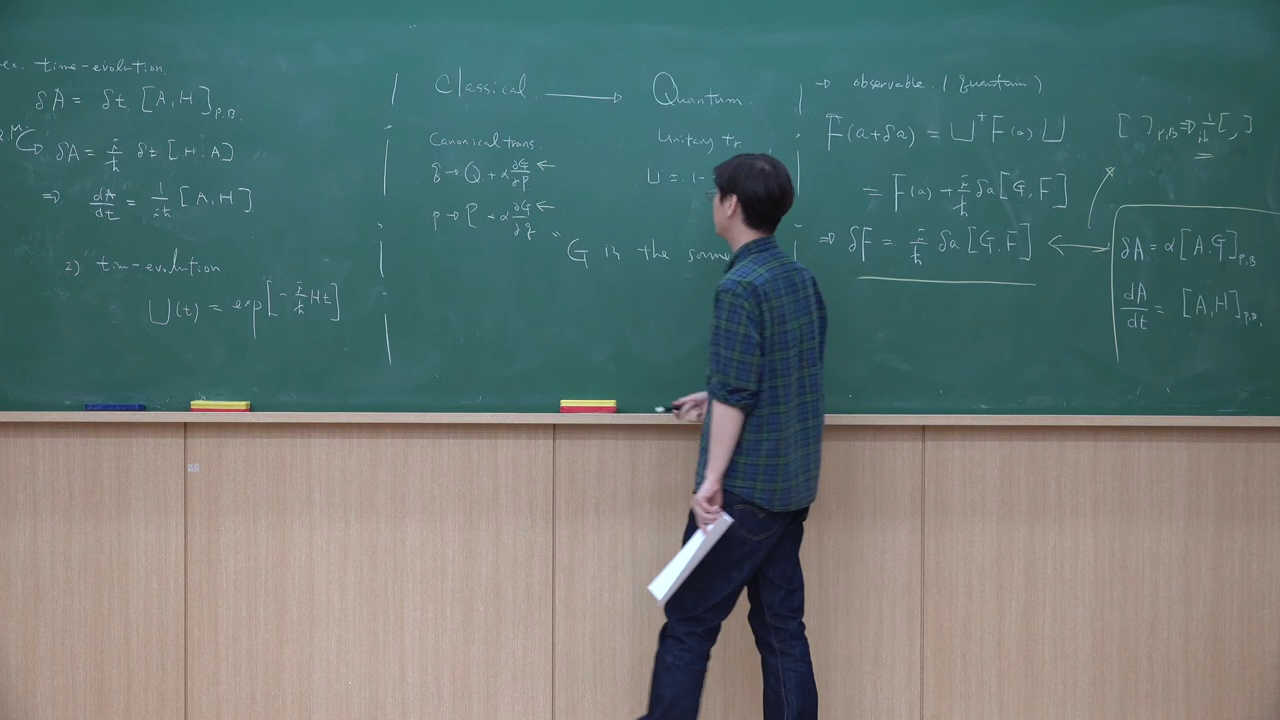 ex. time-evolution.
δA = δt [A, H]_{P.B.}
Q.M
δA = i/ħ δt [H. A]
⇒ dA/dt = 1/iħ [A, H].
2) time-evolution
U(t) = exp[-i/ħ Ht]
Classical ⟶ Quantum.
Canonical trans.
q → Q + α ∂G/∂P ←
p → P - α ∂G/∂q ←
Unitary tr
U = 1 -
" G is the same
→ observable. (quantum)
F(a+δa) = U⁺F(a) U
= F(a) + i/ħ δa[G, F]
⇒ δF = i/ħ δa [G. F] ⟷
[ ]_{P.B} ⇒ 1/iħ [ , ]
δA = α[A.G]_{P.B}
dA/dt = [A,H]_{P.B.}